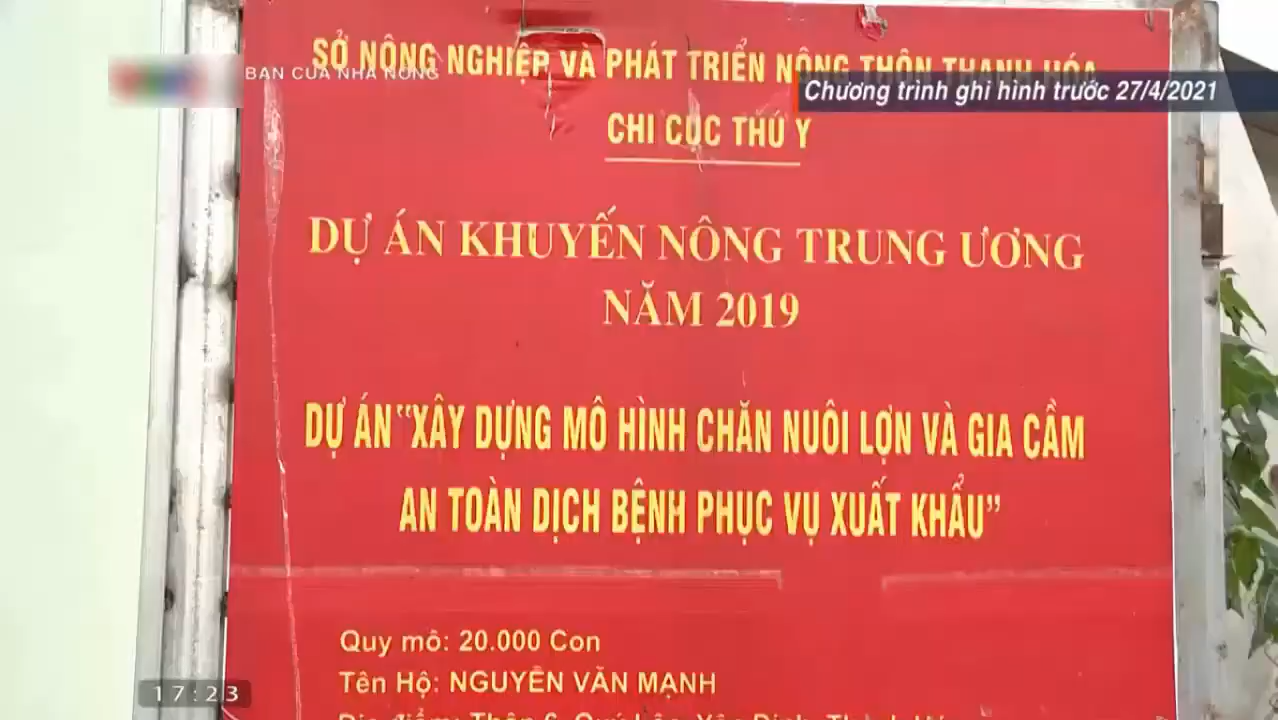 SỞ NÔNG NGHIỆP VÀ PHÁT TRIỂN NÔNG THÔN THANH HÓA
BẠN CỦA NHÀ NÔNG
Chương trình ghi hình trước 27/4/2021
CHI CỤC THÚ Y
DỰ ÁN KHUYẾN NÔNG TRUNG ƯƠNG
NĂM 2019
DỰ ÁN "XÂY DỰNG MÔ HÌNH CHĂN NUÔI LỢN VÀ GIA CẦM
AN TOÀN DỊCH BỆNH PHỤC VỤ XUẤT KHẨU"
Quy mô: 20.000 Con
Tên Hộ: NGUYỄN VĂN MẠNH
17:23